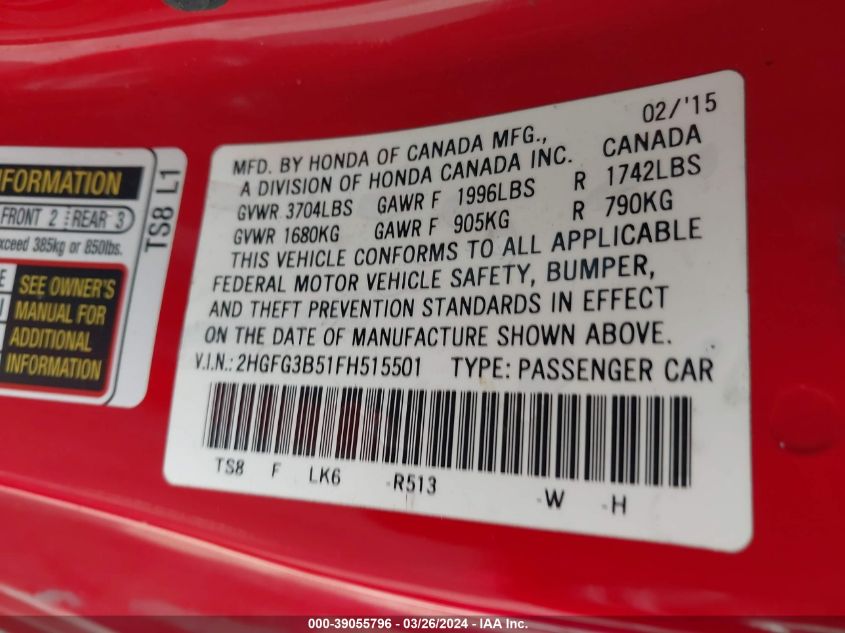 NFORMATION
FRONT 2 REAR 3
xceed 385kg or 850lbs.
SEE OWNER'S
MANUAL FOR
ADDITIONAL
INFORMATION
TS8 L1
02/'15
MFD. BY HONDA OF CANADA MFG.,
A DIVISION OF HONDA CANADA INC. CANADA
GVWR 3704LBS GAWR F 1996LBS R 1742LBS
GVWR 1680KG GAWR F 905KG R 790KG
THIS VEHICLE CONFORMS TO ALL APPLICABLE
FEDERAL MOTOR VEHICLE SAFETY, BUMPER,
AND THEFT PREVENTION STANDARDS IN EFFECT
ON THE DATE OF MANUFACTURE SHOWN ABOVE.
V.I.N.: 2HGFG3B51FH515501 TYPE: PASSENGER CAR
TS8 F LK6 -R513 -W -H
000-39055796 - 03/26/2024 - IAA Inc.